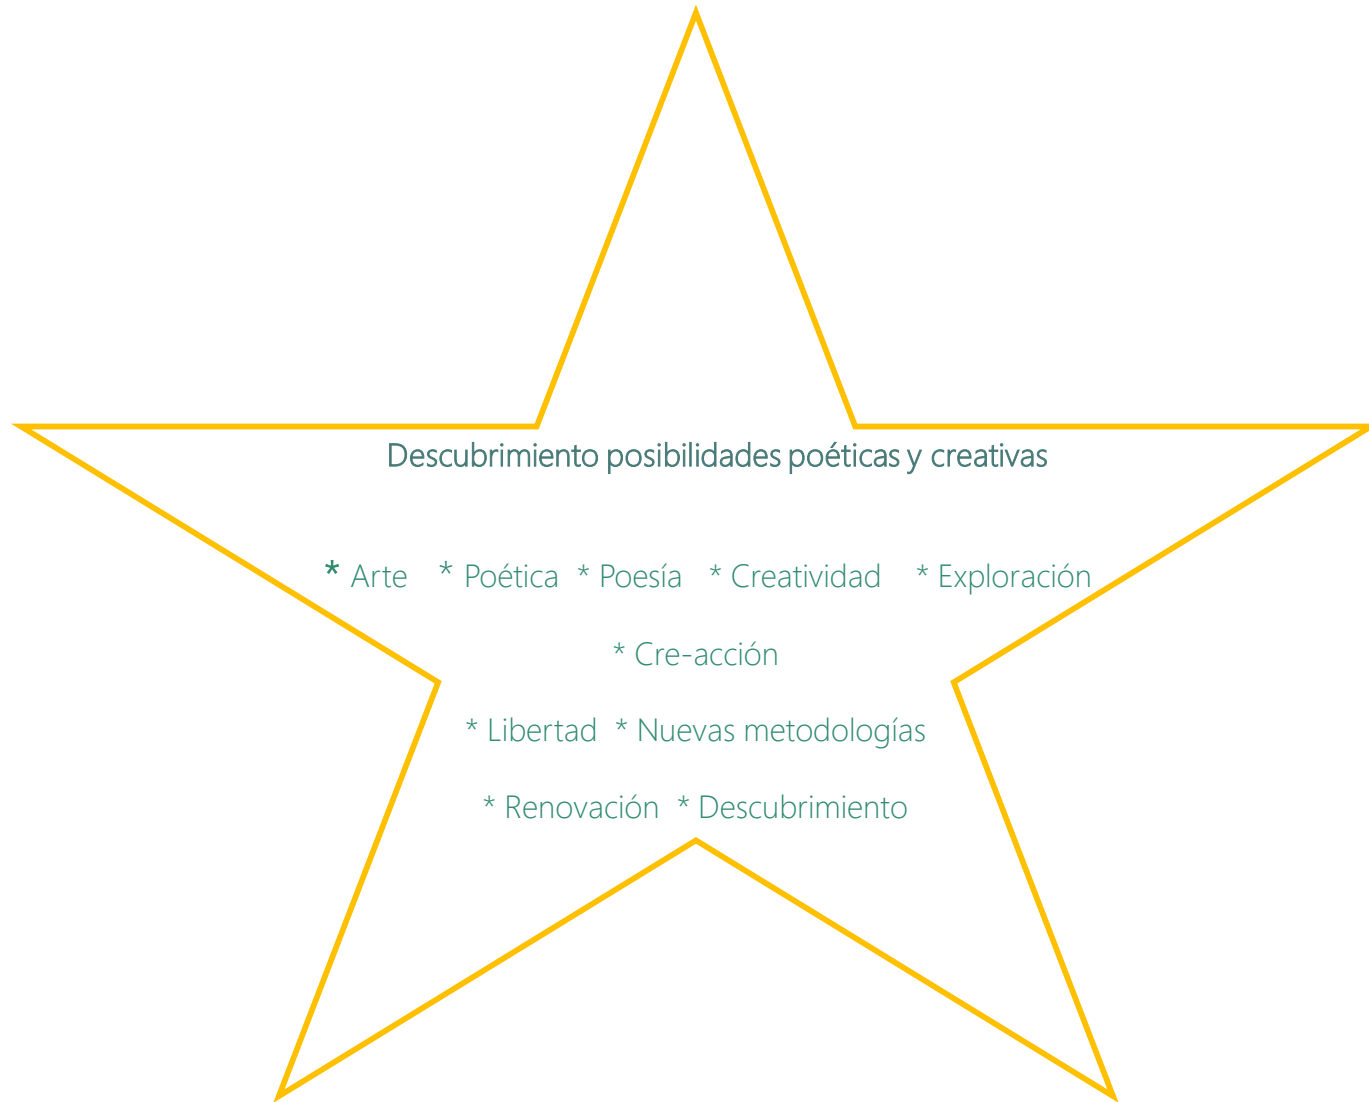 Descubrimiento posibilidades poéticas y creativas
* Arte * Poética * Poesía * Creatividad * Exploración
* Cre-acción
* Libertad * Nuevas metodologías
* Renovación * Descubrimiento